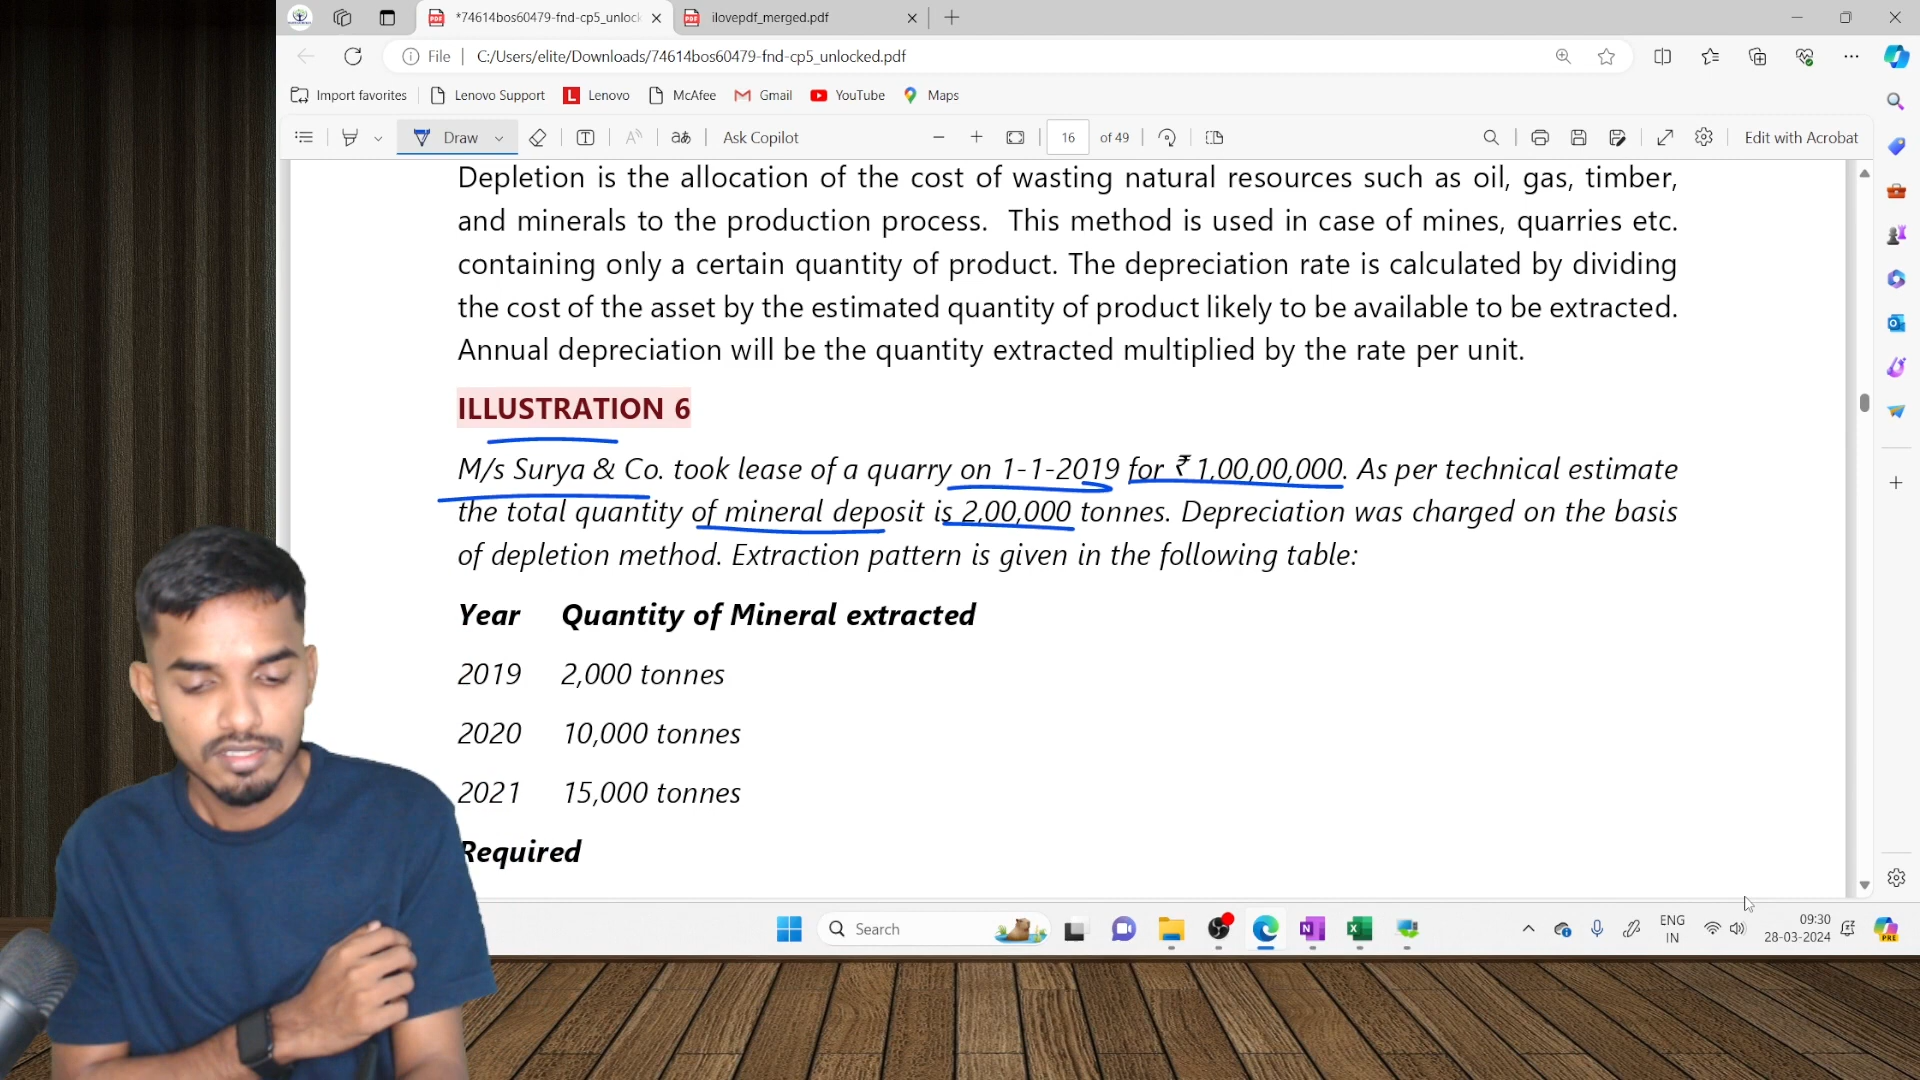 *74614bos60479-fnd-cp5_unlock
ilovepdf_merged.pdf
File
C:/Users/elite/Downloads/74614bos60479-fnd-cp5_unlocked.pdf
Import favorites
Lenovo Support
L Lenovo
McAfee
Gmail
YouTube
Maps
Draw
Ask Copilot
16 of 49
Edit with Acrobat
Depletion is the allocation of the cost of wasting natural resources such as oil, gas, timber,
and minerals to the production process. This method is used in case of mines, quarries etc.
containing only a certain quantity of product. The depreciation rate is calculated by dividing
the cost of the asset by the estimated quantity of product likely to be available to be extracted.
Annual depreciation will be the quantity extracted multiplied by the rate per unit.
ILLUSTRATION 6
M/s Surya & Co. took lease of a quarry on 1-1-2019 for ₹ 1,00,00,000. As per technical estimate
the total quantity of mineral deposit is 2,00,000 tonnes. Depreciation was charged on the basis
of depletion method. Extraction pattern is given in the following table:
Year Quantity of Mineral extracted
2019 2,000 tonnes
2020 10,000 tonnes
2021 15,000 tonnes
Required
Search
ENG
IN
09:30
28-03-2024